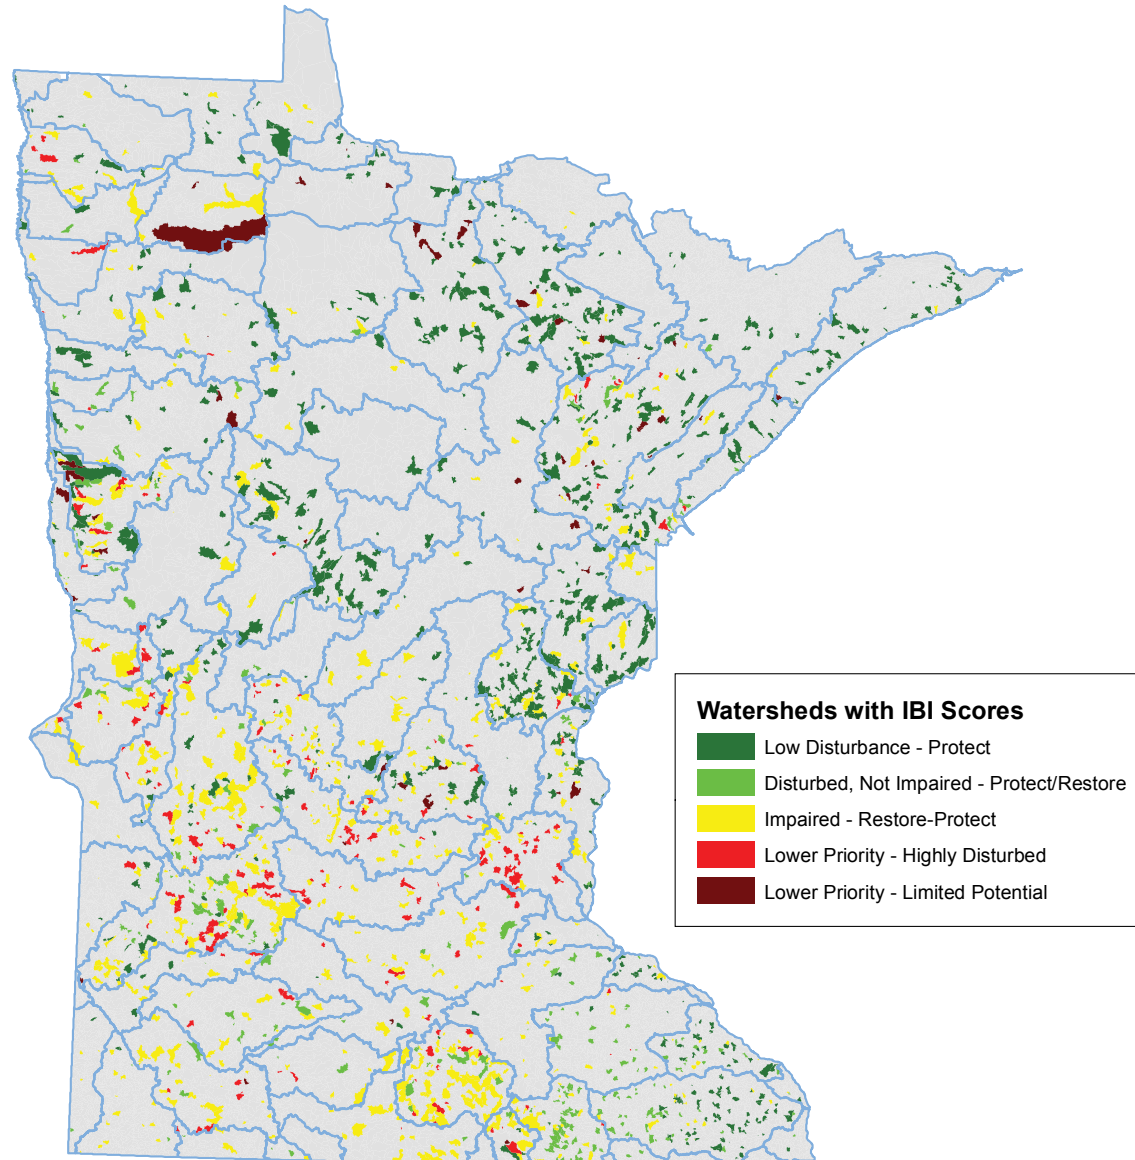 Watersheds with IBI Scores
Low Disturbance - Protect
Disturbed, Not Impaired - Protect/Restore
Impaired - Restore-Protect
Lower Priority - Highly Disturbed
Lower Priority - Limited Potential